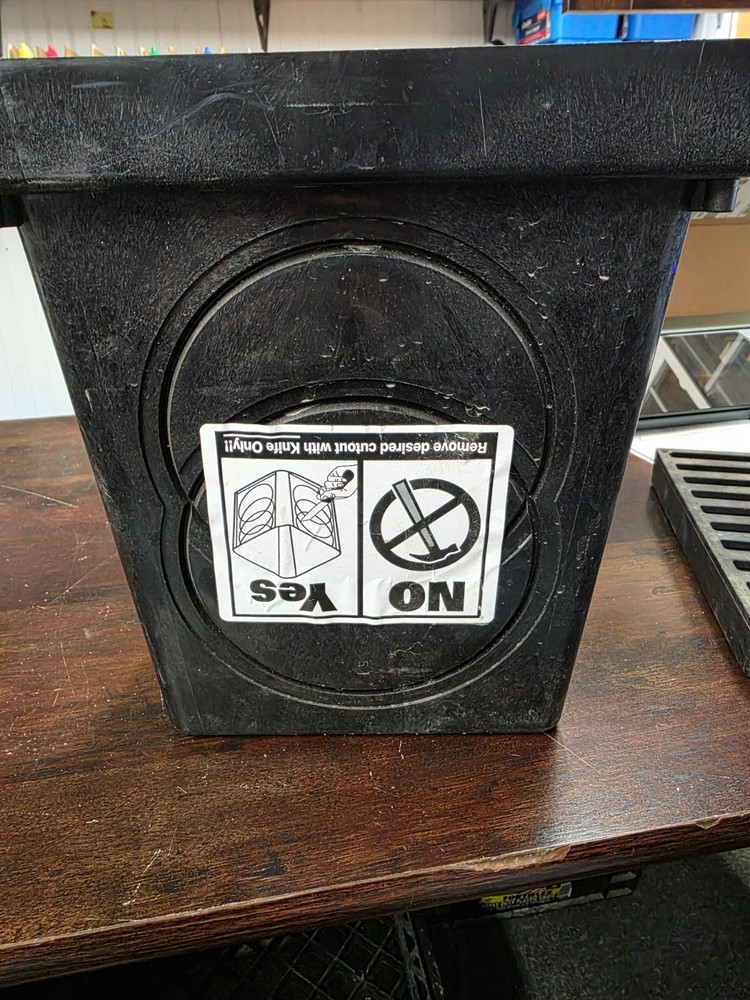 NO Yes
Remove desired cutout with Knife Only!!